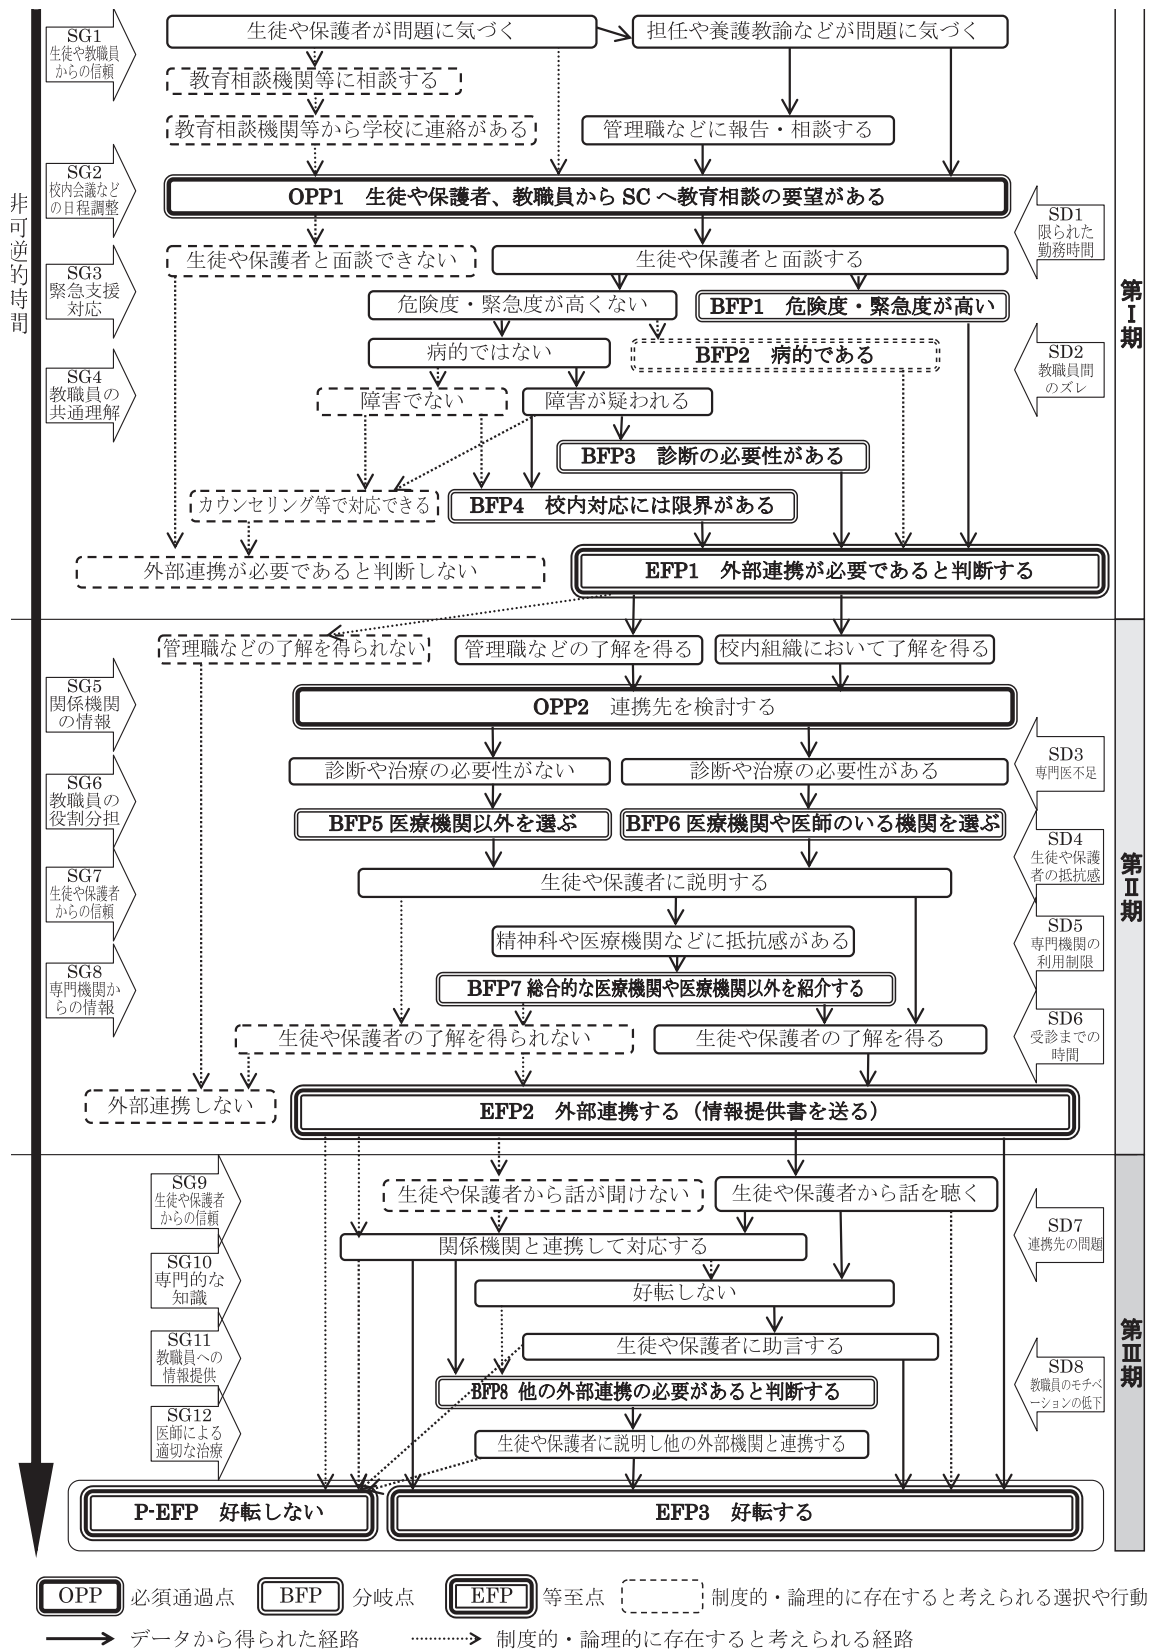 SG1
生徒や教職員
からの信頼
生徒や保護者が問題に気づく
担任や養護教諭などが問題に気づく
教育相談機関等に相談する
教育相談機関等から学校に連絡がある
管理職などに報告・相談する
非可逆的時間
SG2
校内会議など
の日程調整
OPP1 生徒や保護者、教職員から SC へ教育相談の要望がある
SD1
限られた
勤務時間
生徒や保護者と面談できない
生徒や保護者と面談する
SG3
緊急支援
対応
危険度・緊急度が高くない
BFP1 危険度・緊急度が高い
第Ⅰ期
病的ではない
BFP2 病的である
SD2
教職員間
のズレ
SG4
教職員の
共通理解
障害でない
障害が疑われる
BFP3 診断の必要性がある
カウンセリング等で対応できる
BFP4 校内対応には限界がある
外部連携が必要であると判断しない
EFP1 外部連携が必要であると判断する
管理職などの了解を得られない
管理職などの了解を得る
校内組織において了解を得る
SG5
関係機関
の情報
OPP2 連携先を検討する
診断や治療の必要性がない
診断や治療の必要性がある
SD3
専門医不足
SG6
教職員の
役割分担
BFP5 医療機関以外を選ぶ
BFP6 医療機関や医師のいる機関を選ぶ
SD4
生徒や保護
者の抵抗感
第Ⅱ期
SG7
生徒や保護者
からの信頼
生徒や保護者に説明する
精神科や医療機関などに抵抗感がある
SD5
専門機関の
利用制限
SG8
専門機関か
らの情報
BFP7 総合的な医療機関や医療機関以外を紹介する
生徒や保護者の了解を得られない
生徒や保護者の了解を得る
SD6
受診までの
時間
外部連携しない
EFP2 外部連携する（情報提供書を送る）
SG9
生徒や保護者
からの信頼
生徒や保護者から話が聞けない
生徒や保護者から話を聴く
SD7
連携先の問題
関係機関と連携して対応する
SG10
専門的な
知識
好転しない
第Ⅲ期
SG11
教職員への
情報提供
生徒や保護者に助言する
SD8
教職員のモチベ
ーションの低下
BFP8 他の外部連携の必要があると判断する
SG12
医師による
適切な治療
生徒や保護者に説明し他の外部機関と連携する
P-EFP 好転しない
EFP3 好転する
OPP 必須通過点 BFP 分岐点 EFP 等至点 制度的・論理的に存在すると考えられる選択や行動
データから得られた経路 制度的・論理的に存在すると考えられる経路